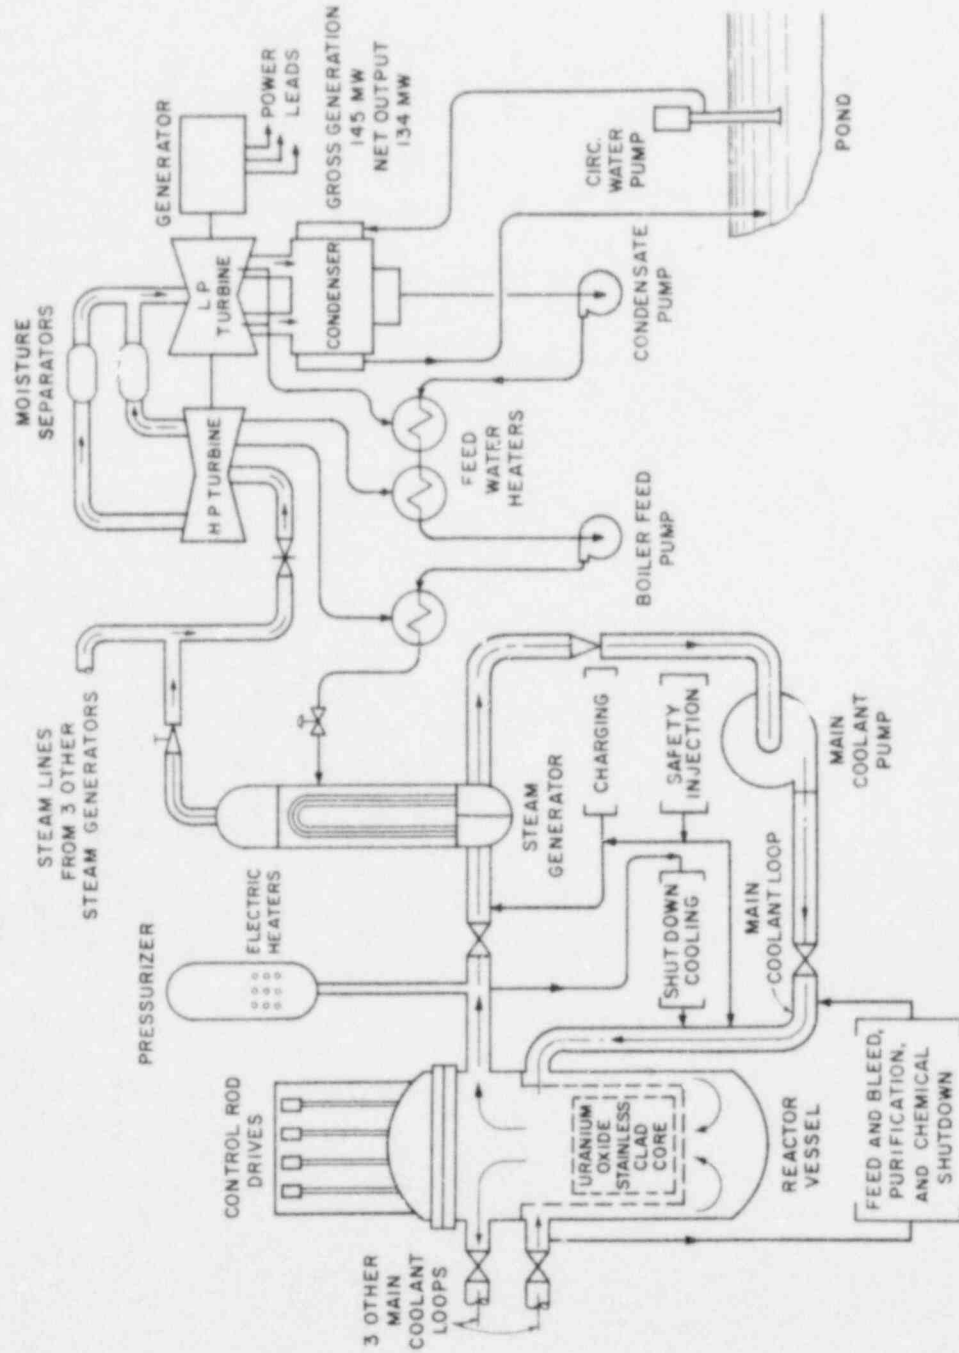 CONTROL ROD
DRIVES
PRESSURIZER
ELECTRIC
HEATERS
STEAM LINES
FROM 3 OTHER
STEAM GENERATORS
MOISTURE
SEPARATORS
GENERATOR
POWER
LEADS
H P TURBINE
L P
TURBINE
CONDENSER
GROSS GENERATION
145 MW
NET OUTPUT
134 MW
3 OTHER
MAIN
COOLANT
LOOPS
URANIUM
OXIDE
STAINLESS
CLAD
CORE
REACTOR
VESSEL
STEAM
GENERATOR
CHARGING
SAFETY
INJECTION
SHUTDOWN
COOLING
MAIN
COOLANT LOOP
MAIN
COOLANT
PUMP
FEED
WATER
HEATERS
BOILER FEED
PUMP
CONDENSATE
PUMP
CIRC.
WATER
PUMP
POND
FEED AND BLEED,
PURIFICATION,
AND CHEMICAL
SHUTDOWN